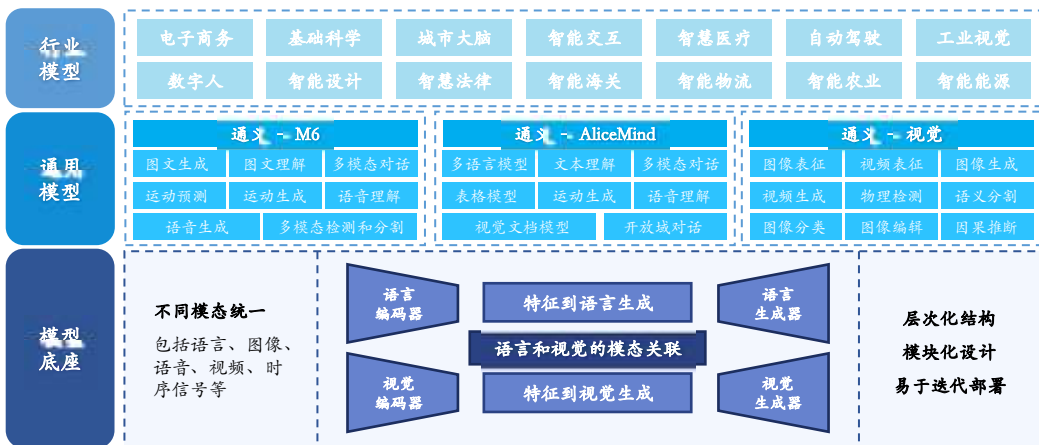 行业
模型
电子商务 基础科学 城市大脑 智能交互 智慧医疗 自动驾驶 工业视觉
数字人 智能设计 智慧法律 智能海关 智能物流 智能农业 智能能源
通用
模型
通义 - M6
图文生成 图文理解 多模态对话
运动预测 运动生成 语音理解
语音生成 多模态检测和分割
通义 - AliceMind
多语言模型 文本理解 多模态对话
表格模型 运动生成 语音理解
视觉文档模型 开放域对话
通义 - 视觉
图像表征 视频表征 图像生成
视频生成 物理检测 语义分割
图像分类 图像编辑 因果推断
模型
底座
不同模态统一
包括语言、图像、
语音、视频、时
序信号等
语言
编码器
特征到语言生成
语言
生成器
语言和视觉的模态关联
视觉
编码器
特征到视觉生成
视觉
生成器
层次化结构
模块化设计
易于迭代部署